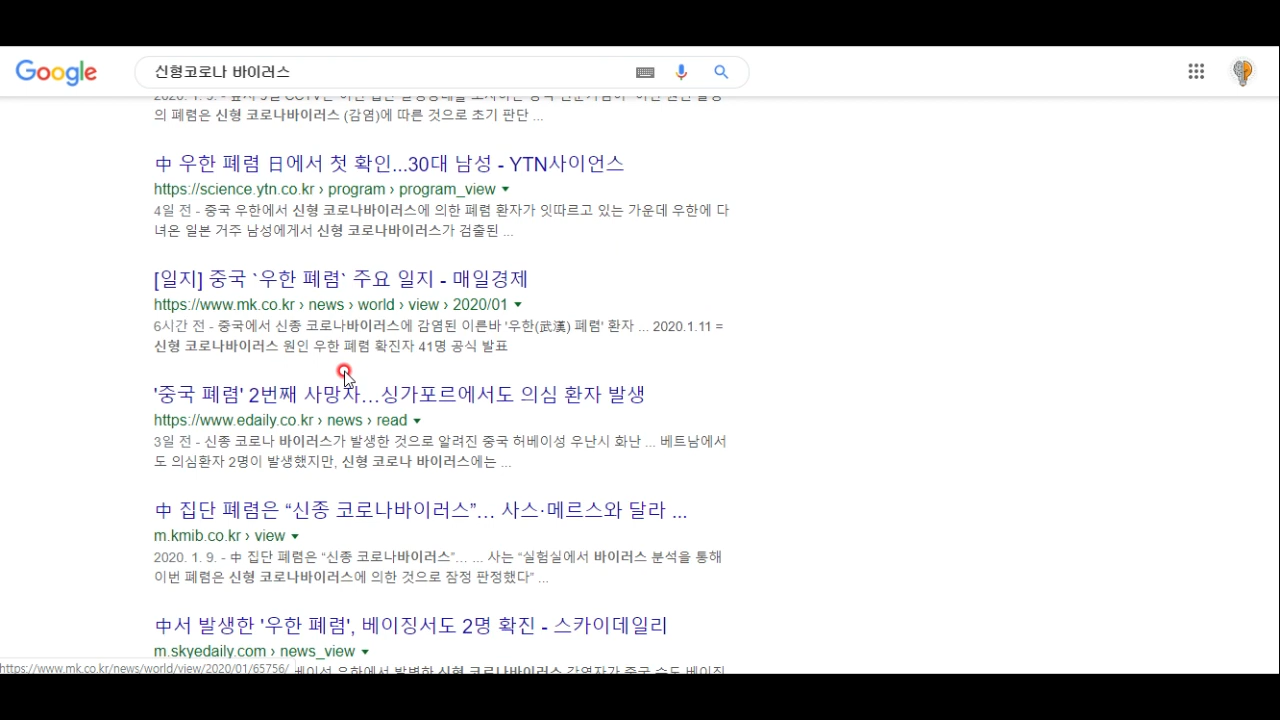 Google
신형코로나 바이러스
의 폐렴은 신형 코로나바이러스 (감염)에 따른 것으로 초기 판단 ...
中 우한 폐렴 日에서 첫 확인...30대 남성 - YTN사이언스
https://science.ytn.co.kr › program › program_view
4일 전 - 중국 우한에서 신형 코로나바이러스에 의한 폐렴 환자가 잇따르고 있는 가운데 우한에 다
녀온 일본 거주 남성에게서 신형 코로나바이러스가 검출된 ...
[일지] 중국 `우한 폐렴` 주요 일지 - 매일경제
https://www.mk.co.kr › news › world › view › 2020/01
6시간 전 - 중국에서 신종 코로나바이러스에 감염된 이른바 '우한(武漢) 폐렴' 환자 ... 2020.1.11 =
신형 코로나바이러스 원인 우한 폐렴 확진자 41명 공식 발표
'중국 폐렴' 2번째 사망자…싱가포르에서도 의심 환자 발생
https://www.edaily.co.kr › news › read
3일 전 - 신종 코로나 바이러스가 발생한 것으로 알려진 중국 허베이성 우난시 화난 ... 베트남에서
도 의심환자 2명이 발생했지만, 신형 코로나 바이러스에는 ...
中 집단 폐렴은 “신종 코로나바이러스”… 사스·메르스와 달라 ...
m.kmib.co.kr › view
2020. 1. 9. - 中 집단 폐렴은 “신종 코로나바이러스”… ... 사는 “실험실에서 바이러스 분석을 통해
이번 폐렴은 신형 코로나바이러스에 의한 것으로 잠정 판정했다” ...
中서 발생한 '우한 폐렴', 베이징서도 2명 확진 - 스카이데일리
m.skyedaily.com › news_view
https://www.mk.co.kr/news/world/view/2020/01/65756/